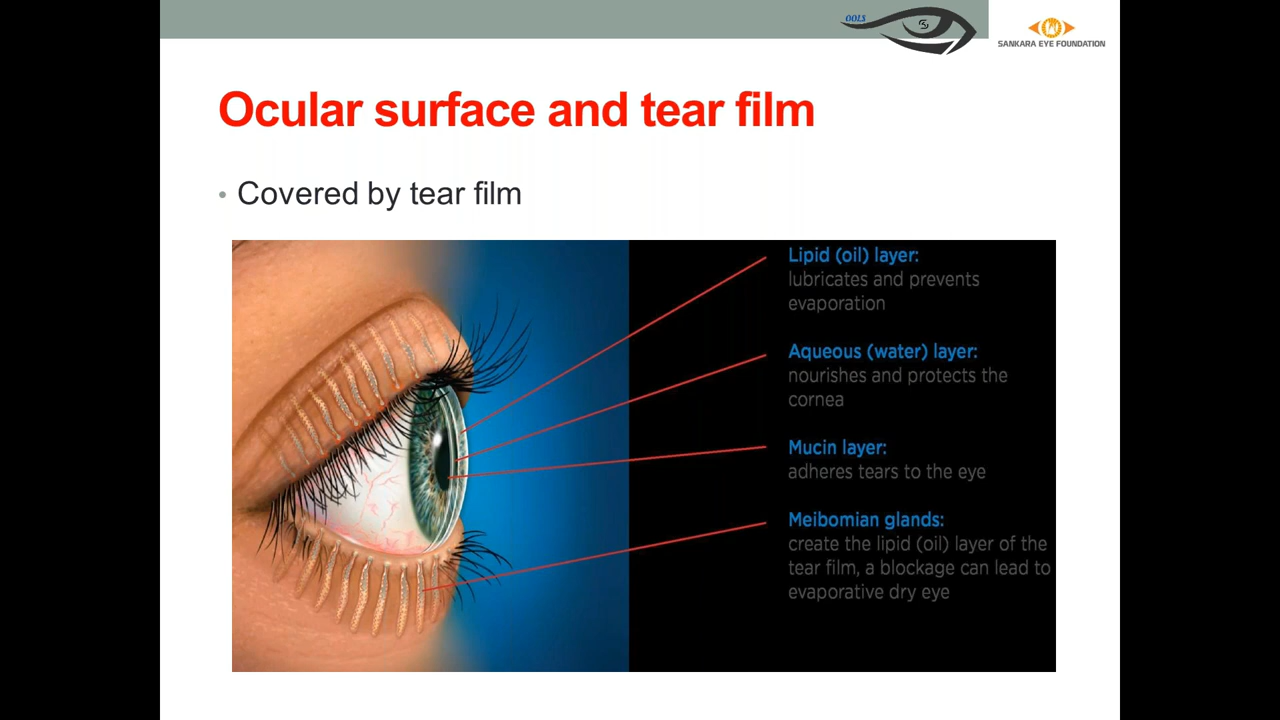 OOLS
SANKARA EYE FOUNDATION
Ocular surface and tear film
• Covered by tear film
Lipid (oil) layer:
lubricates and prevents
evaporation
Aqueous (water) layer:
nourishes and protects the
cornea
Mucin layer:
adheres tears to the eye
Meibomian glands:
create the lipid (oil) layer of the
tear film, a blockage can lead to
evaporative dry eye